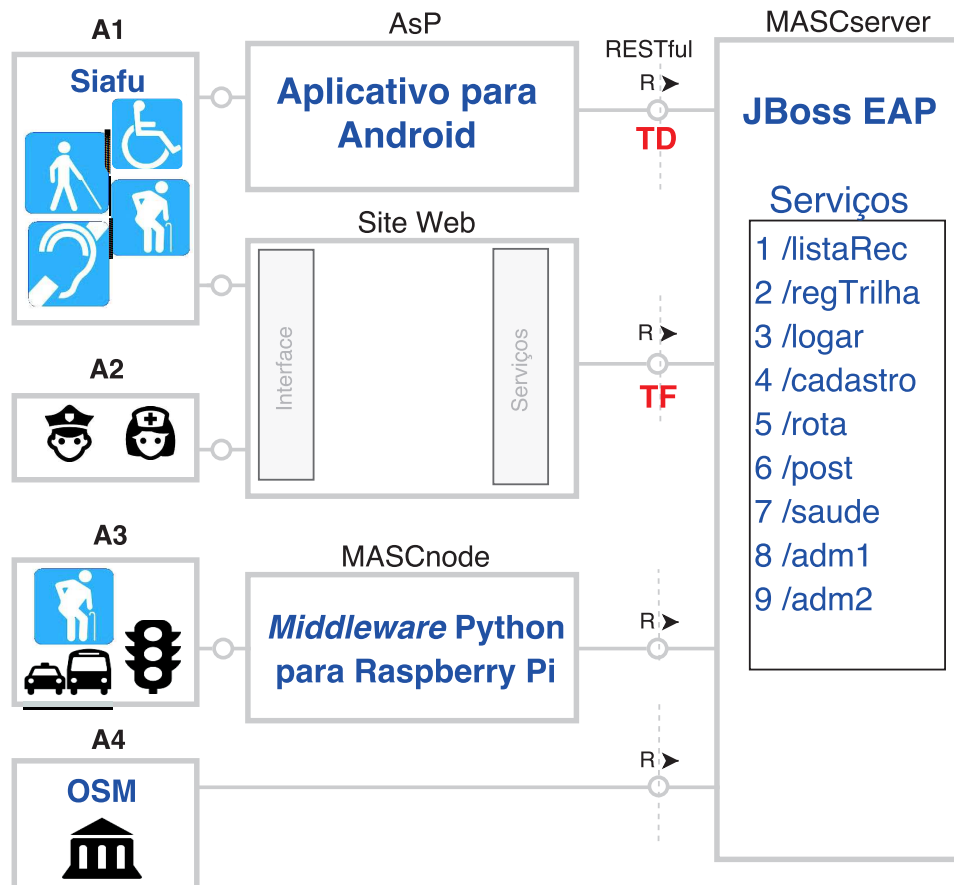 A1
Siafu
AsP
Aplicativo para
Android
RESTful
R
TD
MASCserver
JBoss EAP
Serviços
1 /listaRec
2 /regTrilha
3 /logar
4 /cadastro
5 /rota
6 /post
7 /saude
8 /adm1
9 /adm2
Site Web
Interface
Serviços
R
TF
A2
A3
MASCnode
Middleware Python
para Raspberry Pi
R
A4
OSM
R